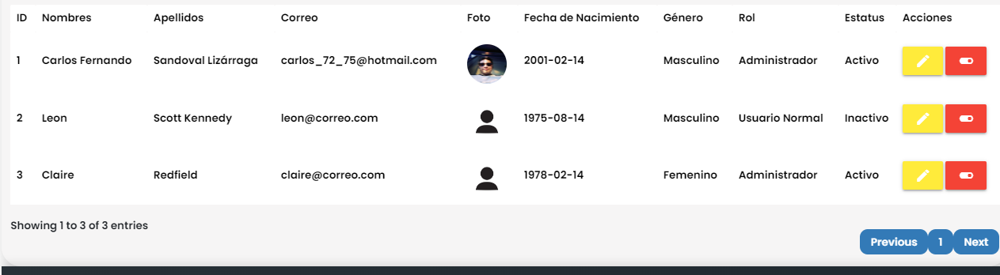 ID Nombres Apellidos Correo Foto Fecha de Nacimiento Género Rol Estatus Acciones
1 Carlos Fernando Sandoval Lizárraga carlos_72_75@hotmail.com 2001-02-14 Masculino Administrador Activo
2 Leon Scott Kennedy leon@correo.com 1975-08-14 Masculino Usuario Normal Inactivo
3 Claire Redfield claire@correo.com 1978-02-14 Femenino Administrador Activo
Showing 1 to 3 of 3 entries
Previous 1 Next